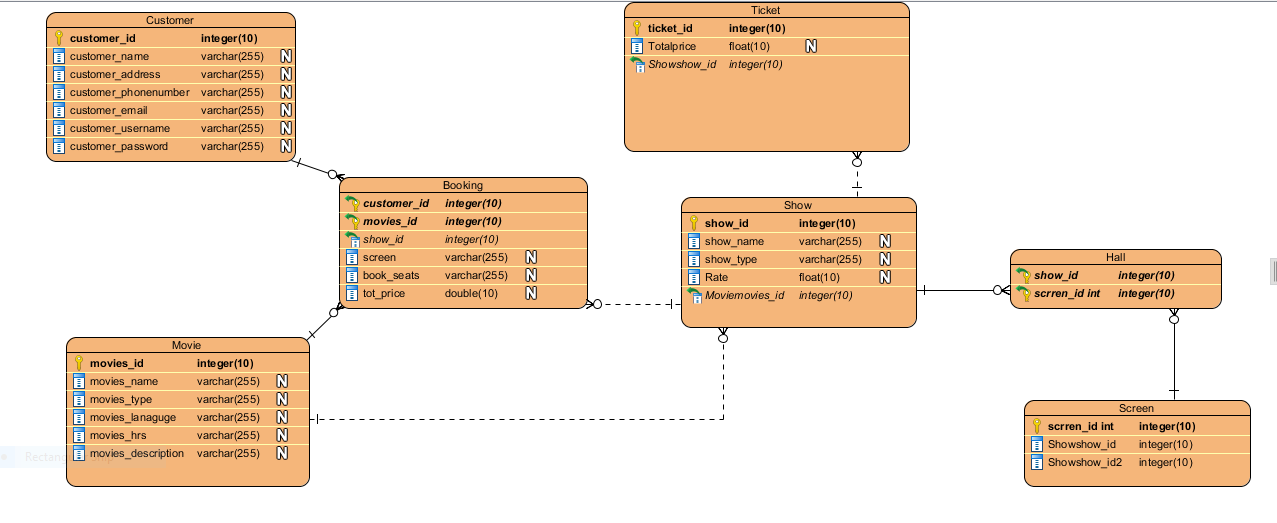 Customer
customer_id integer(10)
customer_name varchar(255) N
customer_address varchar(255) N
customer_phonenumber varchar(255) N
customer_email varchar(255) N
customer_username varchar(255) N
customer_password varchar(255) N
Ticket
ticket_id integer(10)
Totalprice float(10) N
Showshow_id integer(10)
Booking
customer_id integer(10)
movies_id integer(10)
show_id integer(10)
screen varchar(255) N
book_seats varchar(255) N
tot_price double(10) N
Show
show_id integer(10)
show_name varchar(255) N
show_type varchar(255) N
Rate float(10) N
Moviemovies_id integer(10)
Hall
show_id integer(10)
scrren_id int integer(10)
Movie
movies_id integer(10)
movies_name varchar(255) N
movies_type varchar(255) N
movies_lanaguge varchar(255) N
movies_hrs varchar(255) N
movies_description varchar(255) N
Screen
scrren_id int integer(10)
Showshow_id integer(10)
Showshow_id2 integer(10)